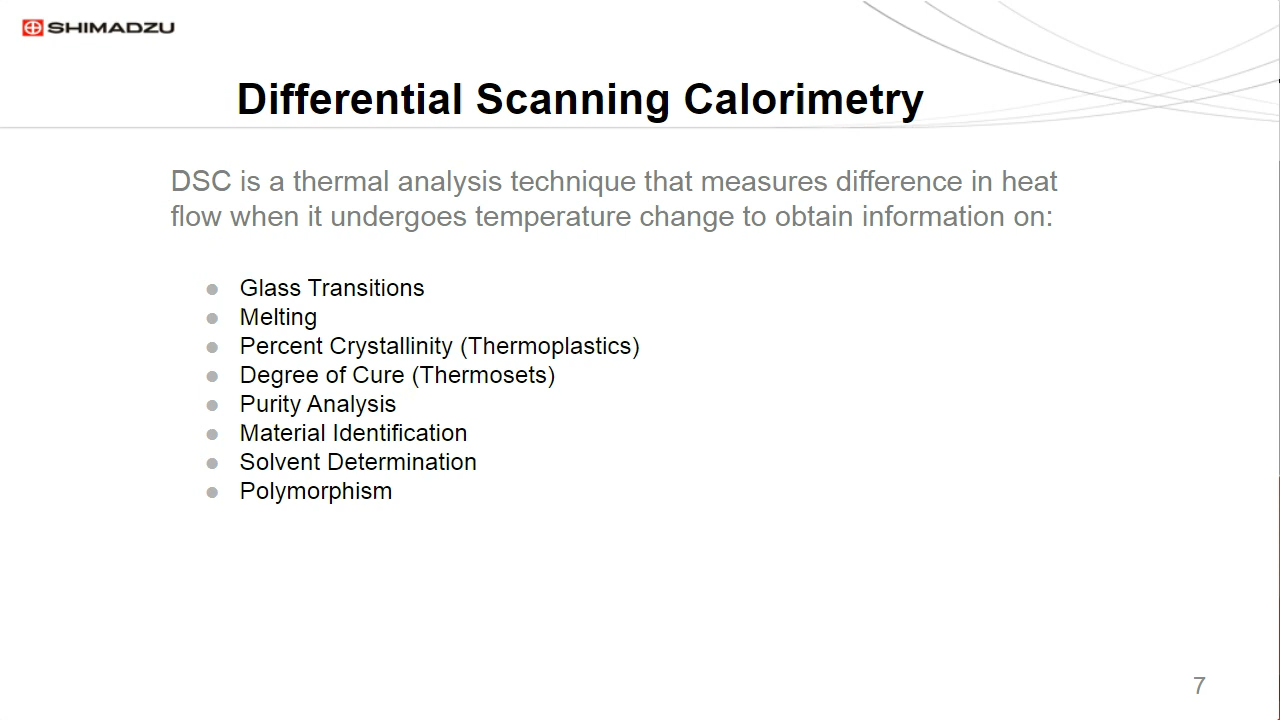 SHIMADZU
Differential Scanning Calorimetry
DSC is a thermal analysis technique that measures difference in heat
flow when it undergoes temperature change to obtain information on:
Glass Transitions
Melting
Percent Crystallinity (Thermoplastics)
Degree of Cure (Thermosets)
Purity Analysis
Material Identification
Solvent Determination
Polymorphism
7